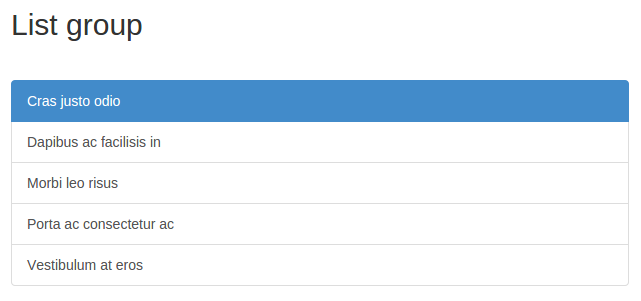 List group
Cras justo odio
Dapibus ac facilisis in
Morbi leo risus
Porta ac consectetur ac
Vestibulum at eros